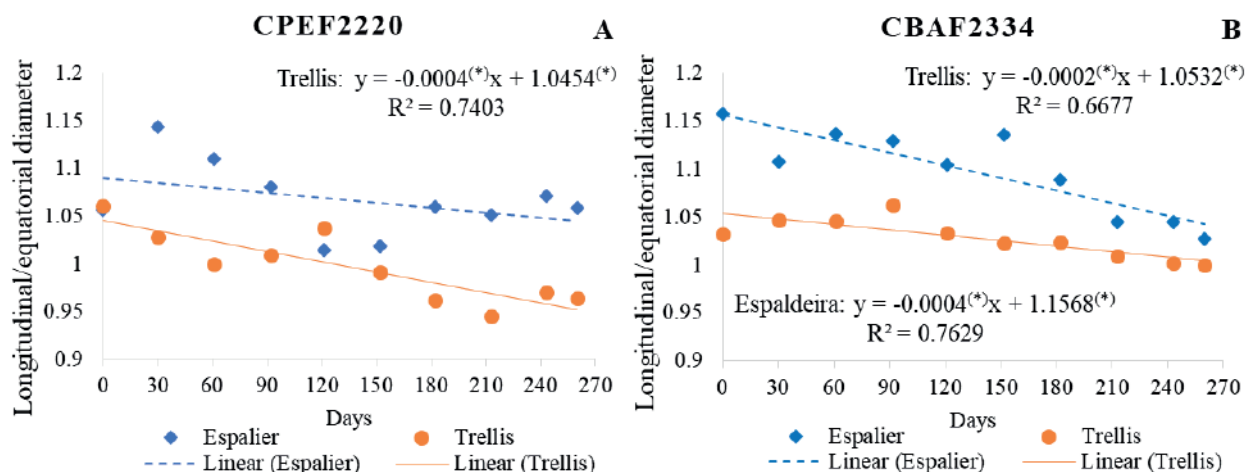 CPEF2220
A
Trellis: y = -0.0004(*)x + 1.0454(*)
R² = 0.7403
Longitudinal/equatorial diameter
1.2
1.15
1.1
1.05
1
0.95
0.9
0 30 60 90 120 150 180 210 240 270
Days
Espalier Trellis
Linear (Espalier) Linear (Trellis)
CBAF2334
B
Trellis: y = -0.0002(*)x + 1.0532(*)
R² = 0.6677
Longitudinal/equatorial diameter
1.2
1.15
1.1
1.05
1
0.95
0.9
Espaldeira: y = -0.0004(*)x + 1.1568(*)
R² = 0.7629
0 30 60 90 120 150 180 210 240 270
Days
Espalier Trellis
Linear (Espalier) Linear (Trellis)